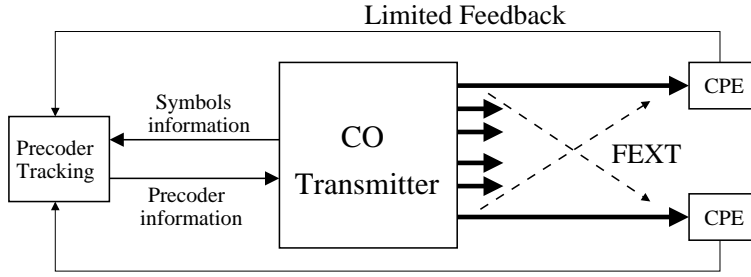 Limited Feedback
CPE
Symbols
information
Precoder
Tracking
CO
Transmitter
FEXT
Precoder
information
CPE